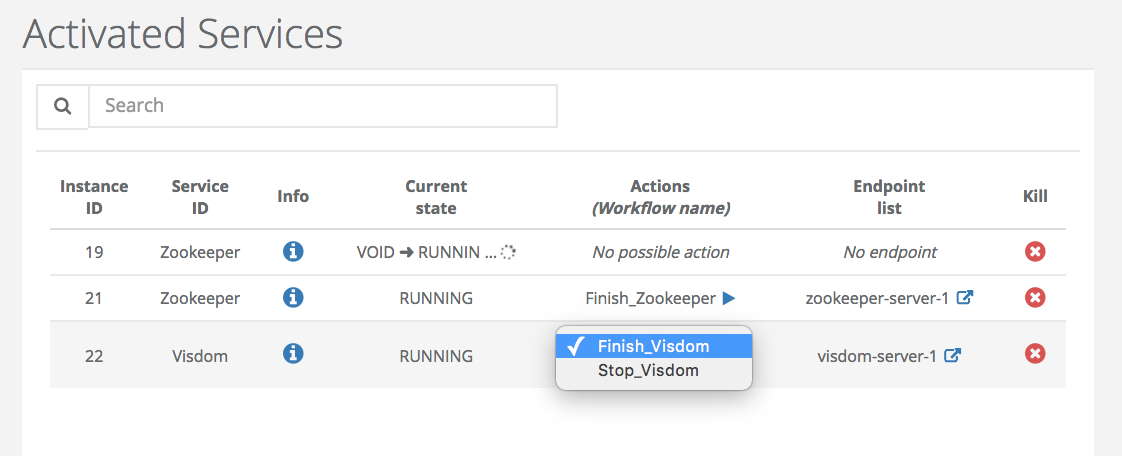 Activated Services
Search
Instance ID Service ID Info Current state Actions (Workflow name) Endpoint list Kill
19 Zookeeper VOID ➜ RUNNIN ... No possible action No endpoint
21 Zookeeper RUNNING Finish_Zookeeper zookeeper-server-1
22 Visdom RUNNING Finish_Visdom visdom-server-1
Stop_Visdom